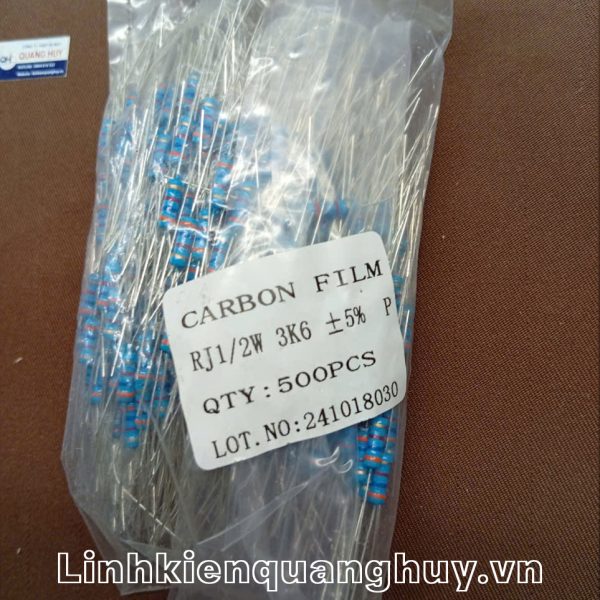 QUANG HUY
CARBON FILM
RJ1/2W 3K6 ±5% P
QTY:500PCS
LOT.NO:241018030
Linhkienquanghuy.vn